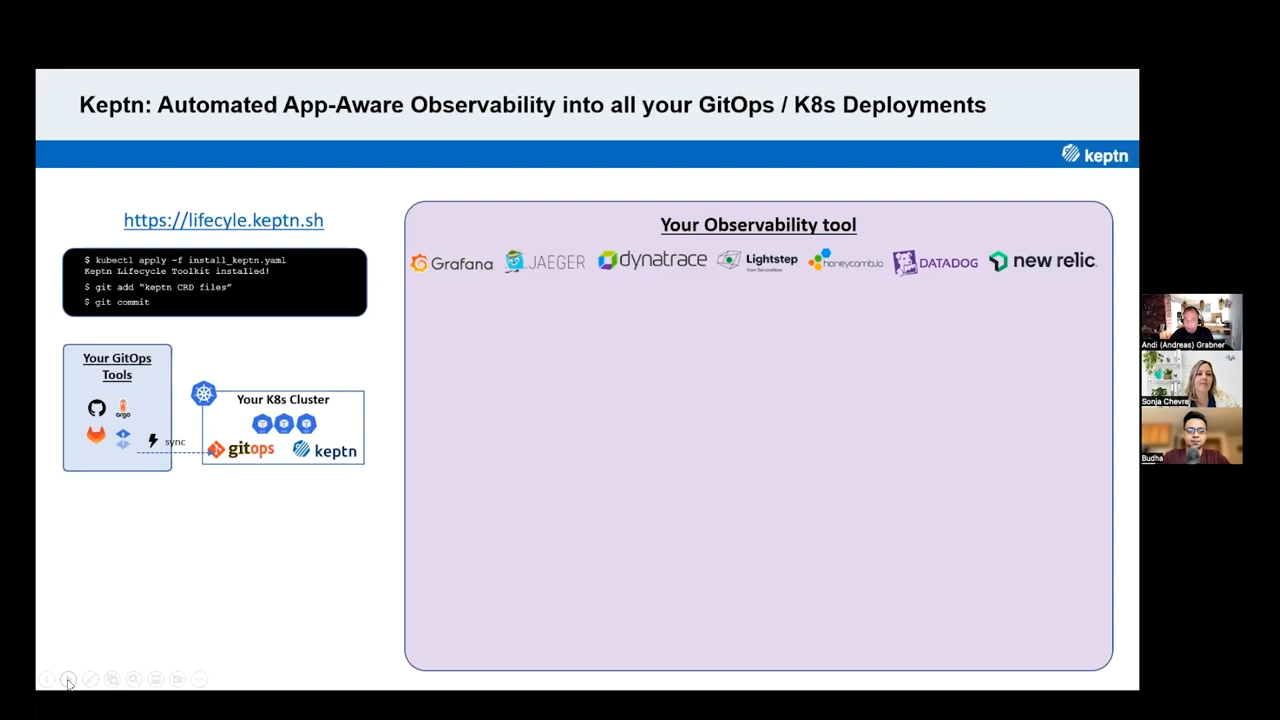 Keptn: Automated App-Aware Observability into all your GitOps / K8s Deployments
keptn
https://lifecyle.keptn.sh
$ kubectl apply -f install_keptn.yaml
Keptn Lifecycle Toolkit installed!
$ git add "keptn CRD files"
$ git commit
Your GitOps
Tools
argo
sync
Your K8s Cluster
gitops
keptn
Your Observability tool
Grafana
JAEGER
dynatrace
Lightstep
from ServiceNow
honeycomb.io
DATADOG
new relic.
Andi (Andreas) Grabner
Sonja Chevre
Budha